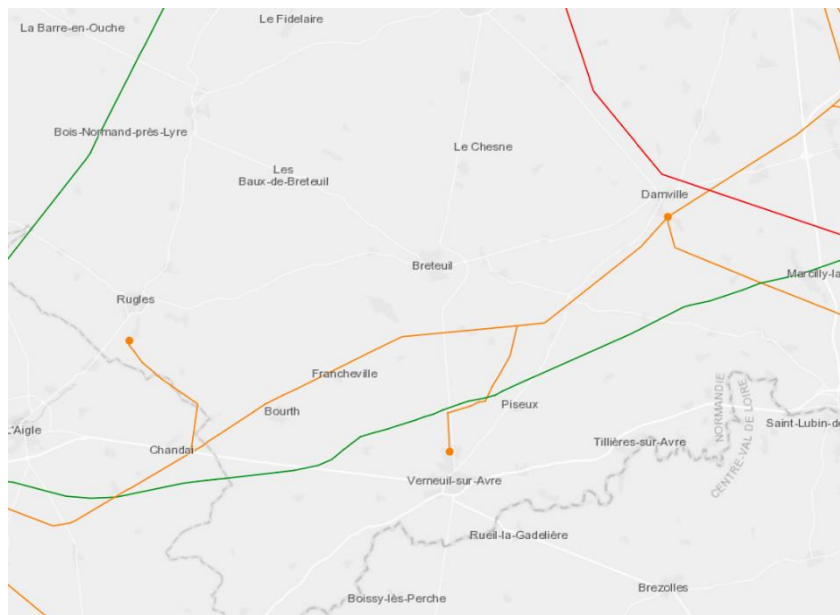 Le Fidelaire
La Barre-en-Ouche
Bois-Normand-près-Lyre
Le Chesne
Les
Baux-de-Breteuil
Damville
Breteuil
Marcilly-la-
Rugles
Francheville
NORMANDIE
CENTRE-VAL DE LOIRE
Bourth
Piseux
Saint-Lubin-de
L'Aigle
Tillières-sur-Avre
Chandai
Verneuil-sur-Avre
Rueil-la-Gadelière
Brezolles
Boissy-lès-Perche